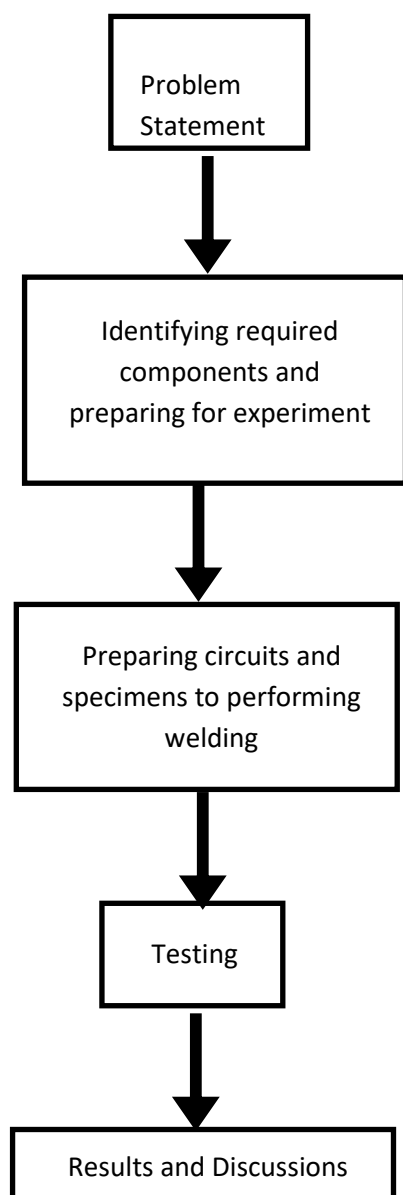 Problem
Statement
Identifying required
components and
preparing for experiment
Preparing circuits and
specimens to performing
welding
Testing
Results and Discussions